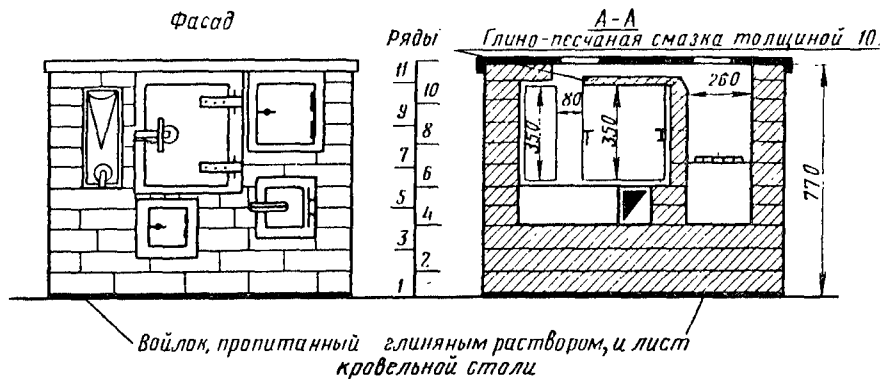 Фасад
Ряды
А-А
Глино-песчаная смазка толщиной 10
11
10
9
8
7
6
5
4
3
2
1
350
80
350
260
770
Войлок, пропитанный глиняным раствором, и лист
кровельной стали